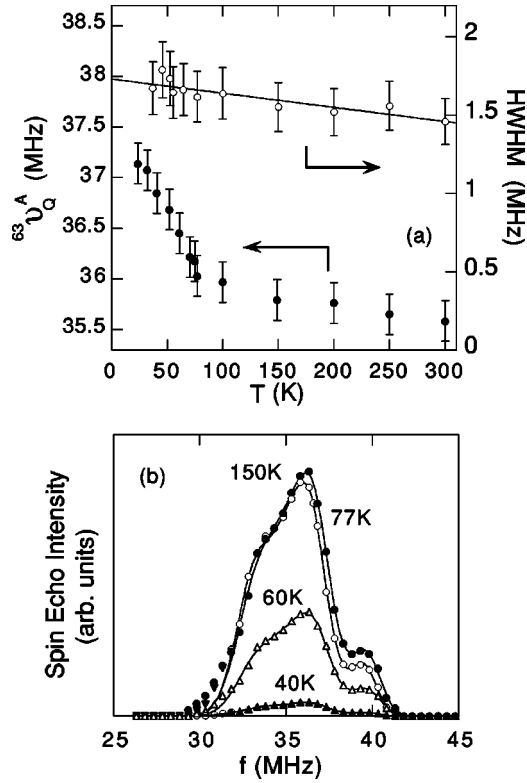 38.5
38
37.5
37
36.5
36
35.5
63νQA (MHz)
2
1.5
1
0.5
0
HWHM (MHz)
(a)
0 50 100 150 200 250 300
T (K)
(b)
150K
77K
60K
40K
Spin Echo Intensity
(arb. units)
25 30 35 40 45
f (MHz)